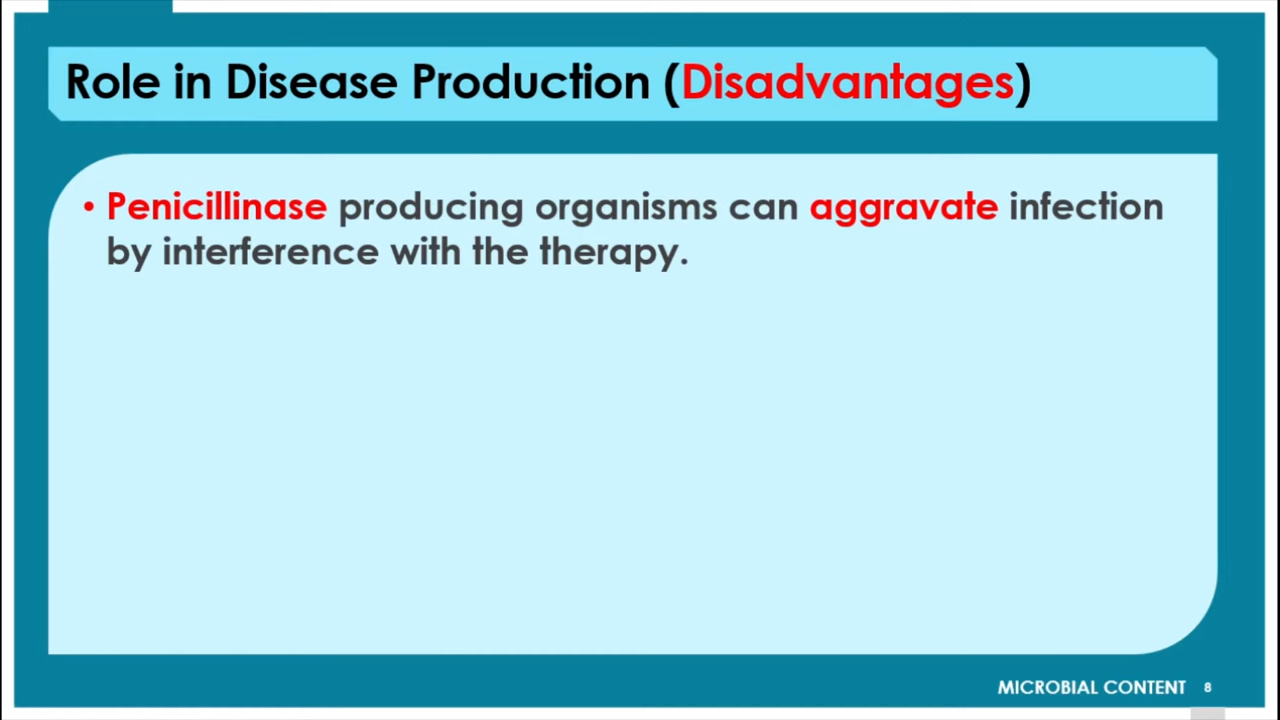 Role in Disease Production (Disadvantages)
• Penicillinase producing organisms can aggravate infection
by interference with the therapy.
MICROBIAL CONTENT 8